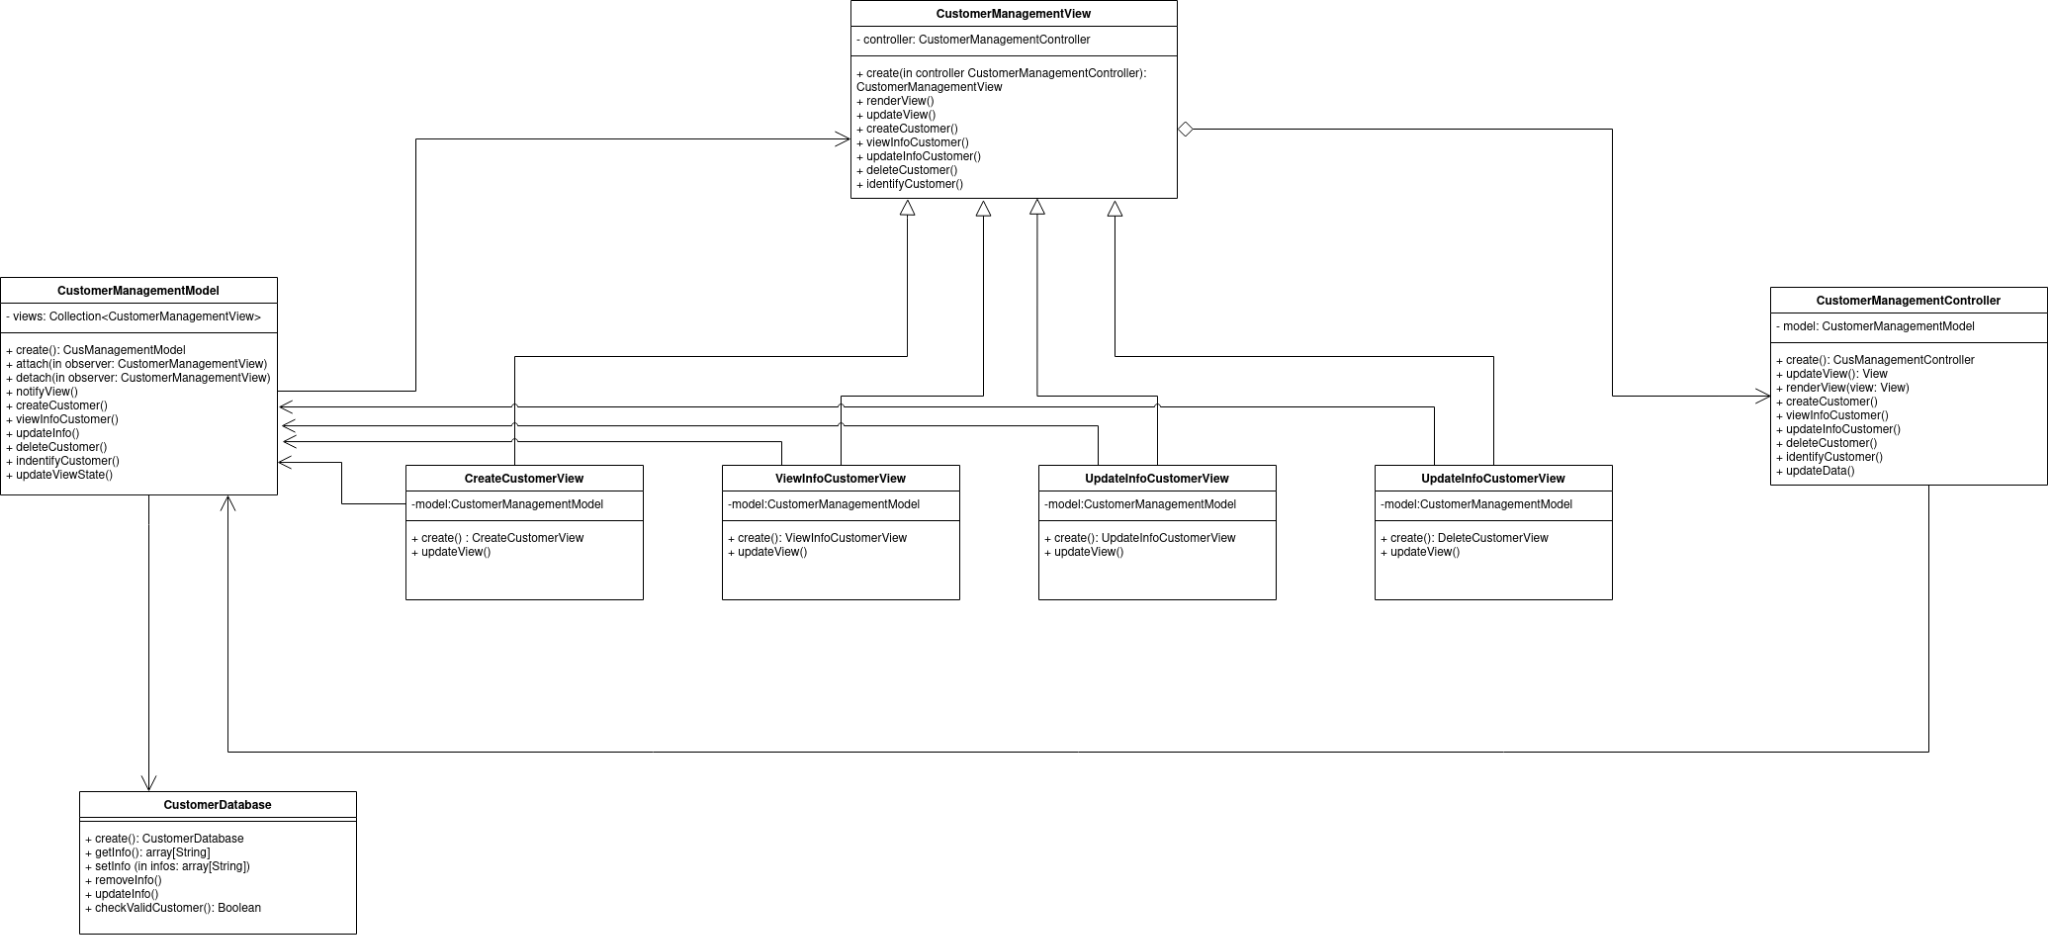 CustomerManagementView
- controller: CustomerManagementController
+ create(in controller CustomerManagementController):
CustomerManagementView
+ renderView()
+ updateView()
+ createCustomer()
+ viewInfoCustomer()
+ updateInfoCustomer()
+ deleteCustomer()
+ identifyCustomer()
CustomerManagementModel
- views: Collection<CustomerManagementView>
+ create(): CusManagementModel
+ attach(in observer: CustomerManagementView)
+ detach(in observer: CustomerManagementView)
+ notifyView()
+ createCustomer()
+ viewInfoCustomer()
+ updateInfo()
+ deleteCustomer()
+ indentifyCustomer()
+ updateViewState()
CustomerManagementController
- model: CustomerManagementModel
+ create(): CusManagementController
+ updateView(): View
+ renderView(view: View)
+ createCustomer()
+ viewInfoCustomer()
+ updateInfoCustomer()
+ deleteCustomer()
+ identifyCustomer()
+ updateData()
CreateCustomerView
-model:CustomerManagementModel
+ create() : CreateCustomerView
+ updateView()
ViewInfoCustomerView
-model:CustomerManagementModel
+ create(): ViewInfoCustomerView
+ updateView()
UpdateInfoCustomerView
-model:CustomerManagementModel
+ create(): UpdateInfoCustomerView
+ updateView()
UpdateInfoCustomerView
-model:CustomerManagementModel
+ create(): DeleteCustomerView
+ updateView()
CustomerDatabase
+ create(): CustomerDatabase
+ getInfo(): array[String]
+ setInfo (in infos: array[String])
+ removeInfo()
+ updateInfo()
+ checkValidCustomer(): Boolean